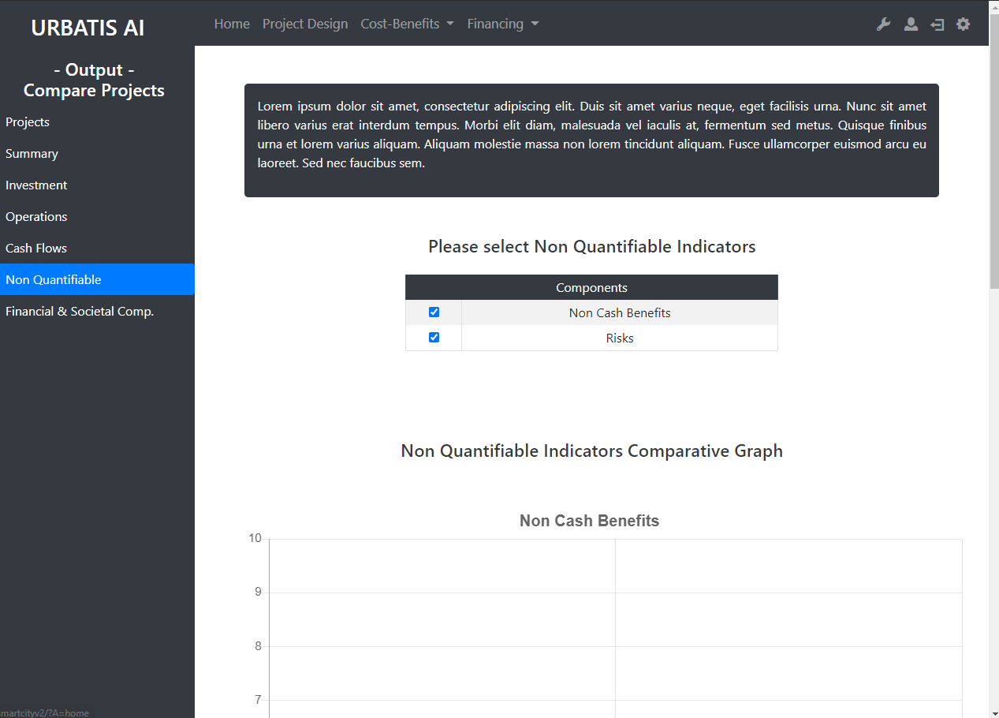 URBATIS AI
Home Project Design Cost-Benefits Financing
- Output -
Compare Projects
Projects
Summary
Investment
Operations
Cash Flows
Non Quantifiable
Financial & Societal Comp.
Lorem ipsum dolor sit amet, consectetur adipiscing elit. Duis sit amet varius neque, eget facilisis urna. Nunc sit amet
libero varius erat interdum tempus. Morbi elit diam, malesuada vel iaculis at, fermentum sed metus. Quisque finibus
urna et lorem varius aliquam. Aliquam molestie massa non lorem tincidunt aliquam. Fusce ullamcorper euismod arcu eu
laoreet. Sed nec faucibus sem.
Please select Non Quantifiable Indicators
Components
Non Cash Benefits
Risks
Non Quantifiable Indicators Comparative Graph
Non Cash Benefits
10
9
8
7
smartcityv2/?A=home